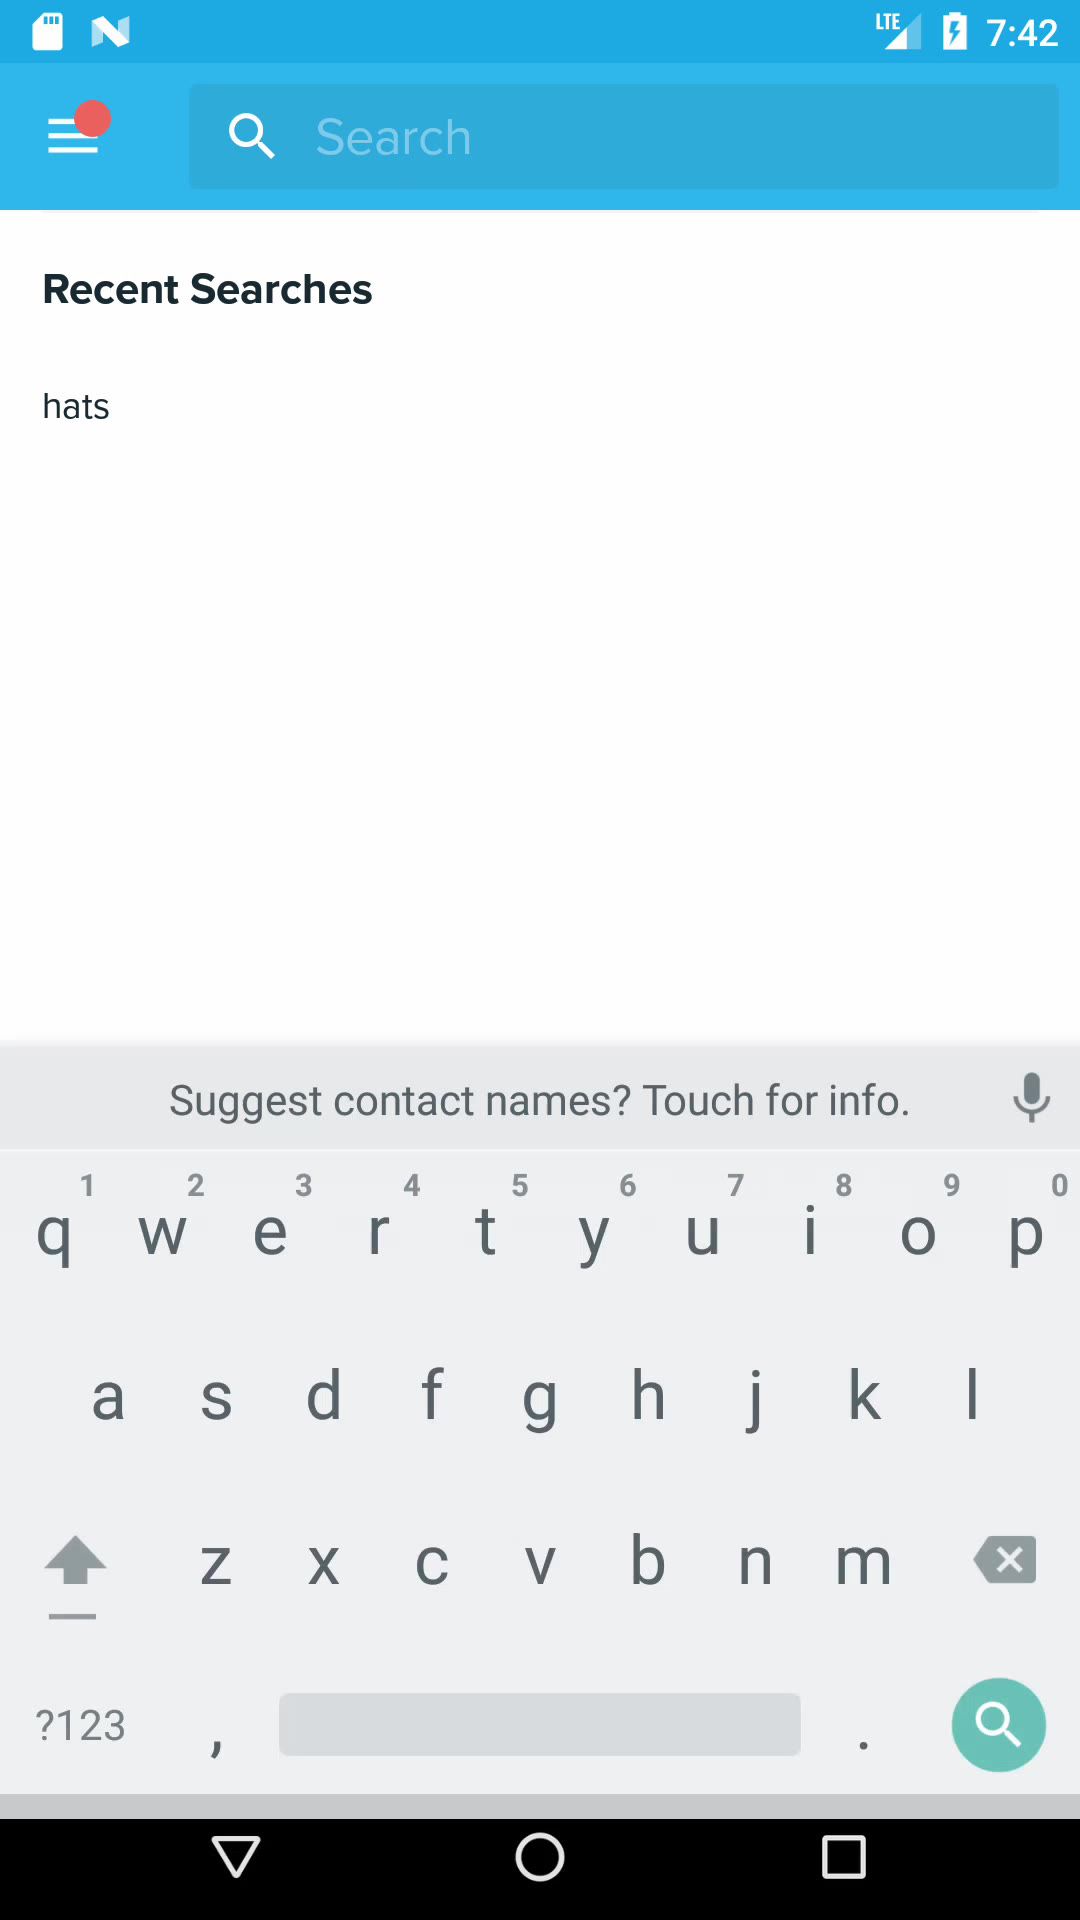 LTE 7:42
Search
Recent Searches
hats
Suggest contact names? Touch for info.
1 2 3 4 5 6 7 8 9 0
q w e r t y u i o p
a s d f g h j k l
z x c v b n m
?123 , .